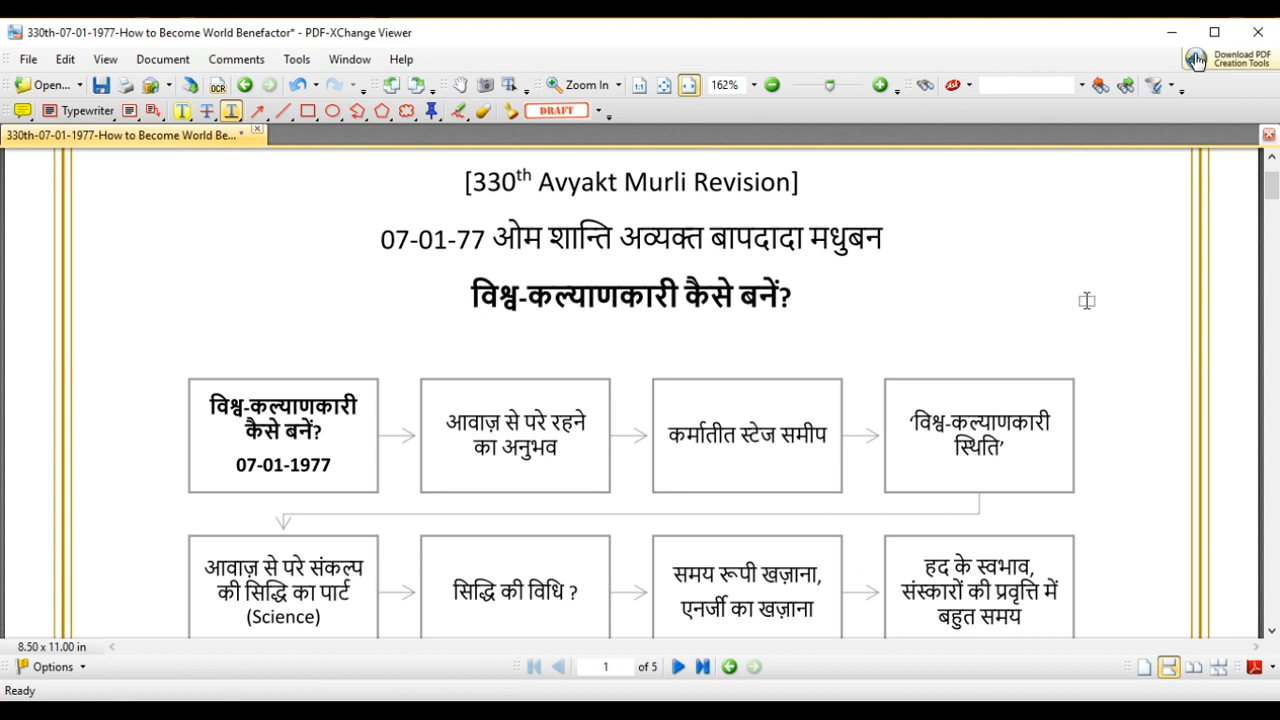 330th-07-01-1977-How to Become World Benefactor* - PDF-XChange Viewer
File Edit View Document Comments Tools Window Help
Download PDF
Creation Tools
Open... OCR Zoom In 1:1 162%
Typewriter T T T DRAFT
330th-07-01-1977-How to Become World Be... *
[330th Avyakt Murli Revision]
07-01-77 ओम शान्ति अव्यक्त बापदादा मधुबन
विश्व-कल्याणकारी कैसे बनें?
विश्व-कल्याणकारी
कैसे बनें?
07-01-1977
आवाज़ से परे रहने
का अनुभव
कर्मातीत स्टेज समीप
‘विश्व-कल्याणकारी
स्थिति’
आवाज़ से परे संकल्प
की सिद्धि का पार्ट
(Science)
सिद्धि की विधि ?
समय रूपी खज़ाना,
एनर्जी का खज़ाना
हद के स्वभाव,
संस्कारों की प्रवृत्ति में
बहुत समय
8.50 x 11.00 in
Options 1 of 5
Ready